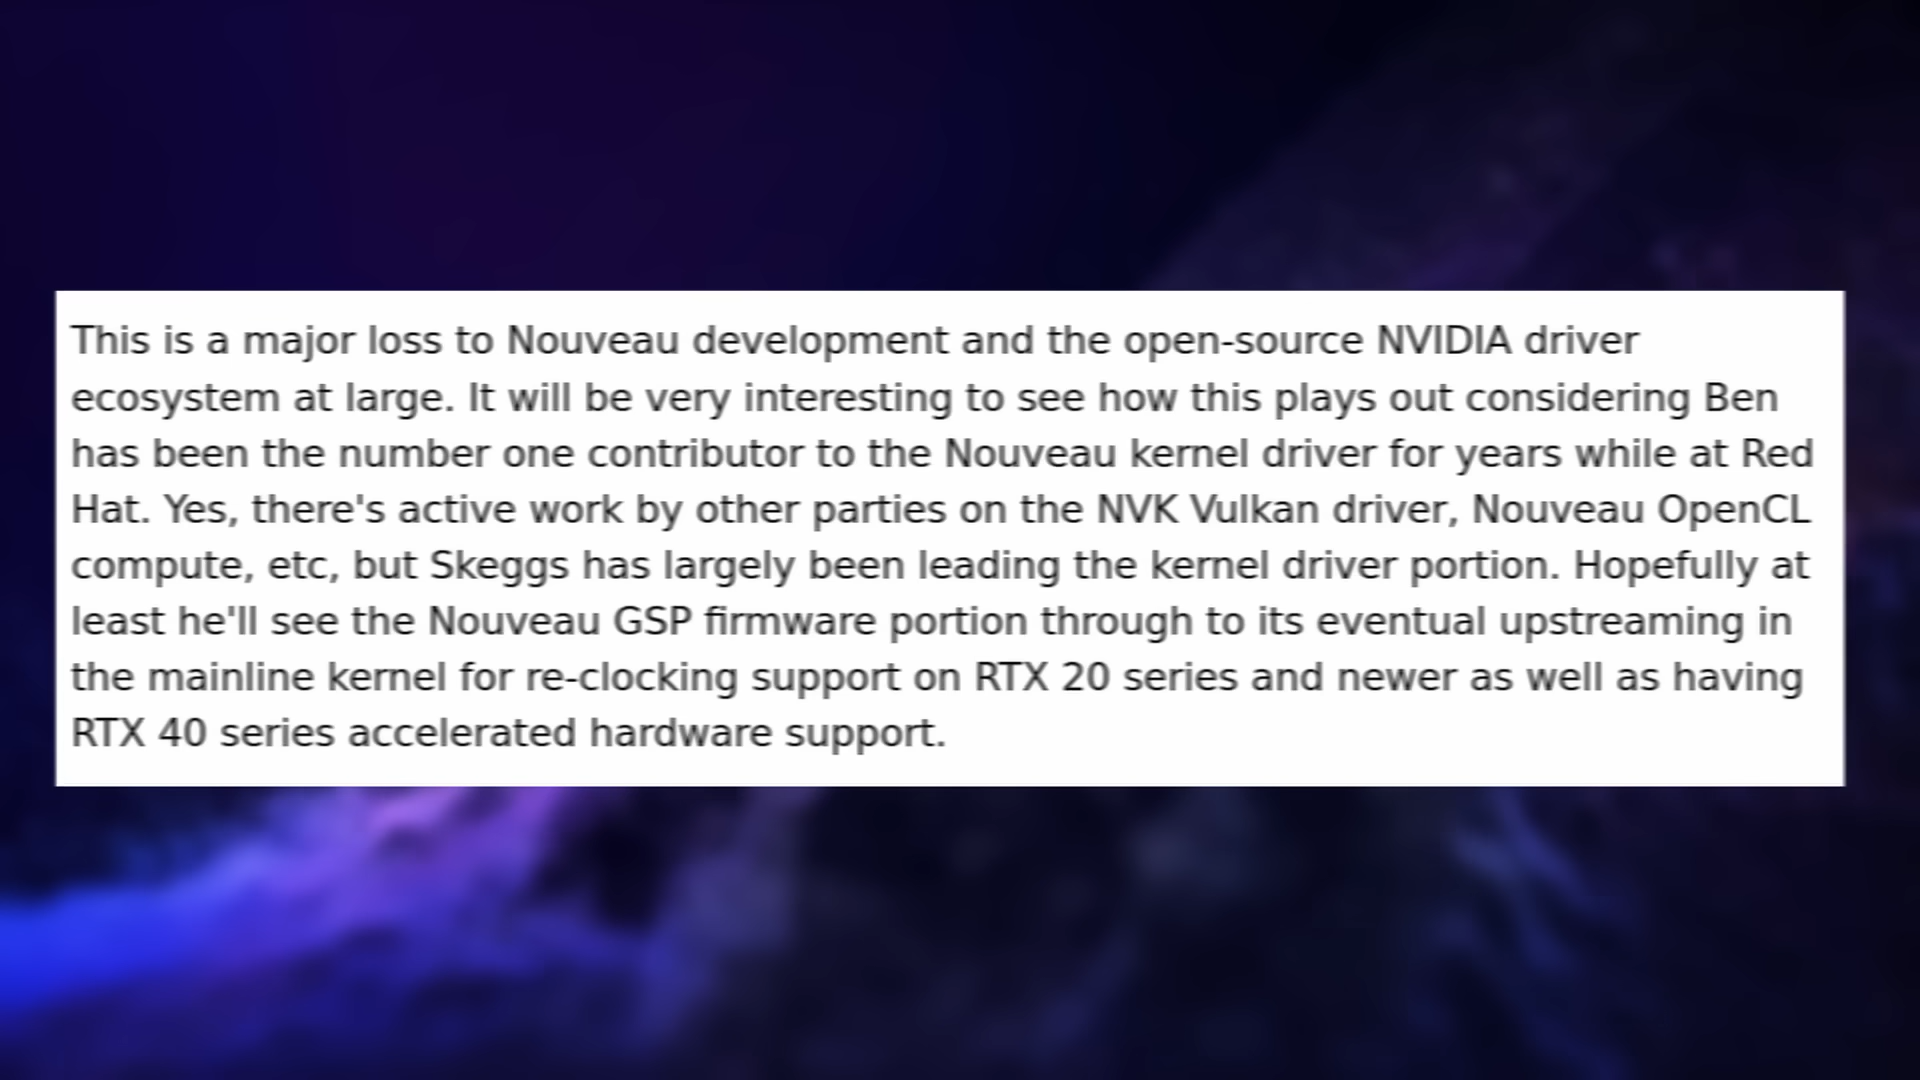 This is a major loss to Nouveau development and the open-source NVIDIA driver
ecosystem at large. It will be very interesting to see how this plays out considering Ben
has been the number one contributor to the Nouveau kernel driver for years while at Red
Hat. Yes, there's active work by other parties on the NVK Vulkan driver, Nouveau OpenCL
compute, etc, but Skeggs has largely been leading the kernel driver portion. Hopefully at
least he'll see the Nouveau GSP firmware portion through to its eventual upstreaming in
the mainline kernel for re-clocking support on RTX 20 series and newer as well as having
RTX 40 series accelerated hardware support.